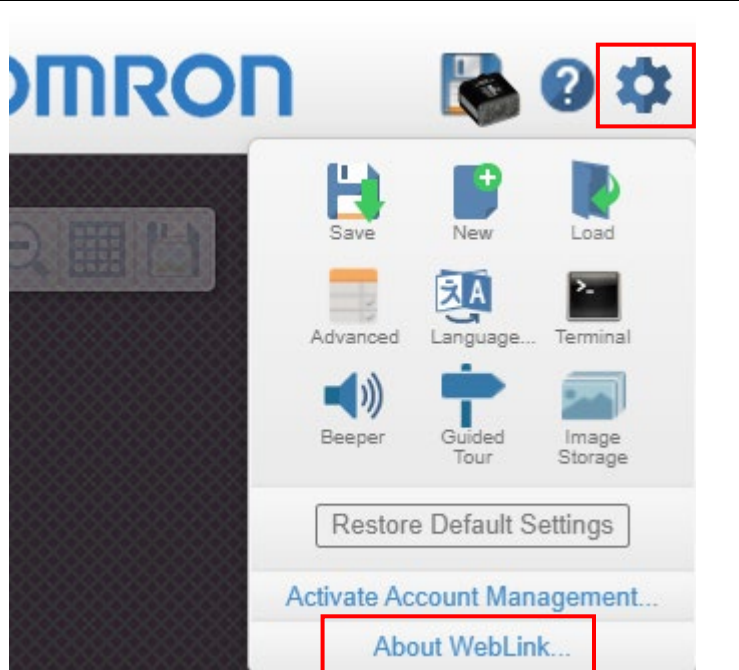 OMRON
Save New Load
Advanced Language... Terminal
Beeper Guided Tour Image Storage
Restore Default Settings
Activate Account Management...
About WebLink...